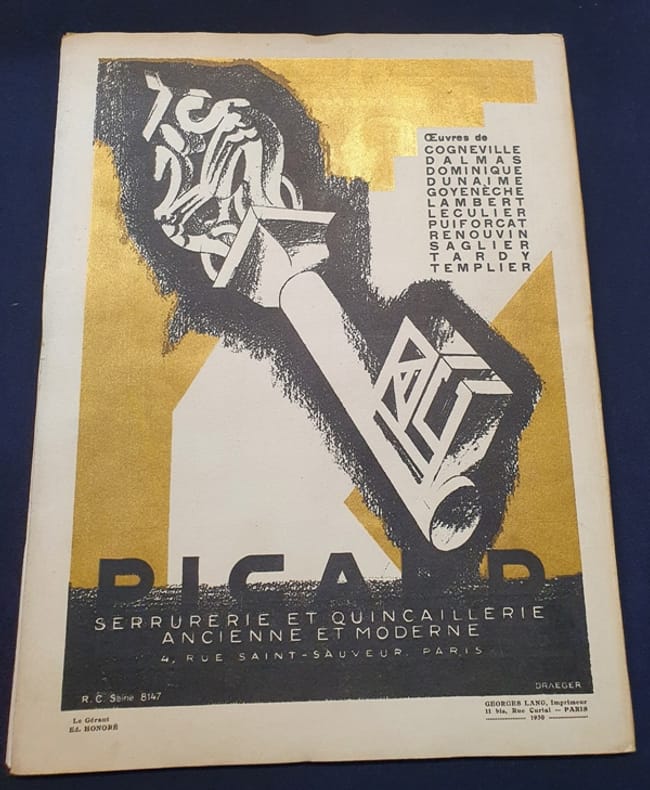 Œuvres de
COGNEVILLE
DALMAS
DOMINIQUE
DUNAIME
GOYENÈCHE
LAMBERT
LECULIER
PUIFORCAT
RENOUVIN
SAGLIER
TARDY
TEMPLIER
PICARD
SERRURERIE ET QUINCAILLERIE
ANCIENNE ET MODERNE
4, RUE SAINT-SAUVEUR. PARIS
DRAEGER
R. C. Seine 8147
Le Gérant
Ed. HONORÉ
GEORGES LANG, Imprimeur
11 bis, Rue Curial — PARIS
1930